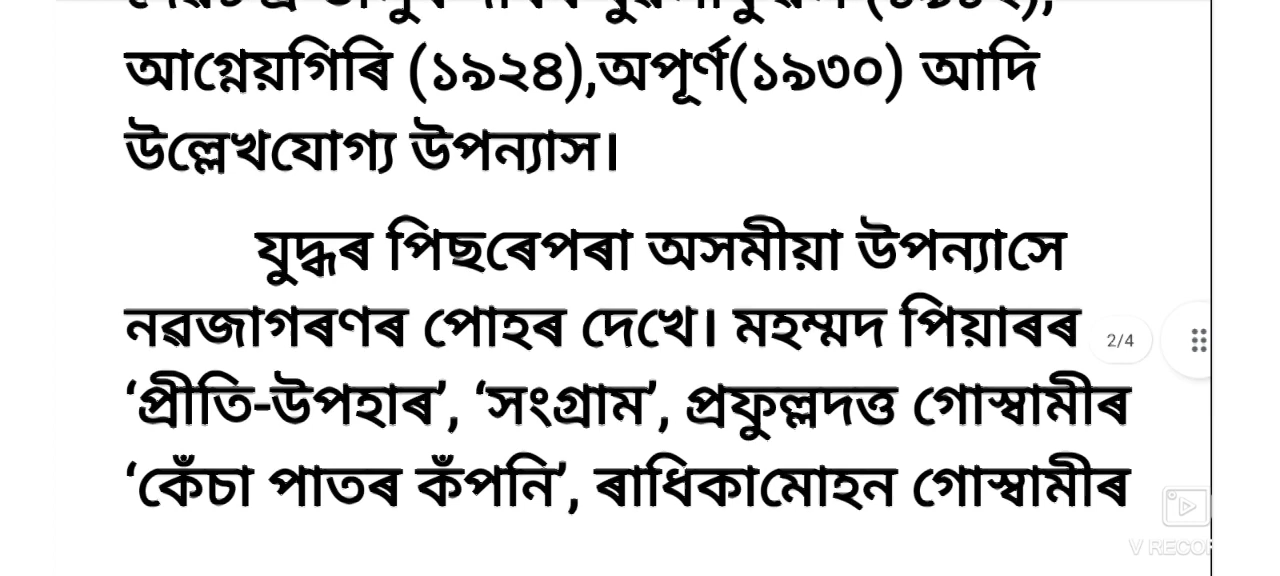 আগ্নেয়গিৰি (১৯২৪),অপূৰ্ণ(১৯৩০) আদি
উল্লেখযোগ্য উপন্যাস।
যুদ্ধৰ পিছৰেপৰা অসমীয়া উপন্যাসে
নৱজাগৰণৰ পোহৰ দেখে। মহম্মদ পিয়াৰৰ
2/4
‘প্ৰীতি-উপহাৰ’, ‘সংগ্ৰাম’, প্ৰফুল্লদত্ত গোস্বামীৰ
‘কেঁচা পাতৰ কঁপনি’, ৰাধিকামোহন গোস্বামীৰ
V RECOR